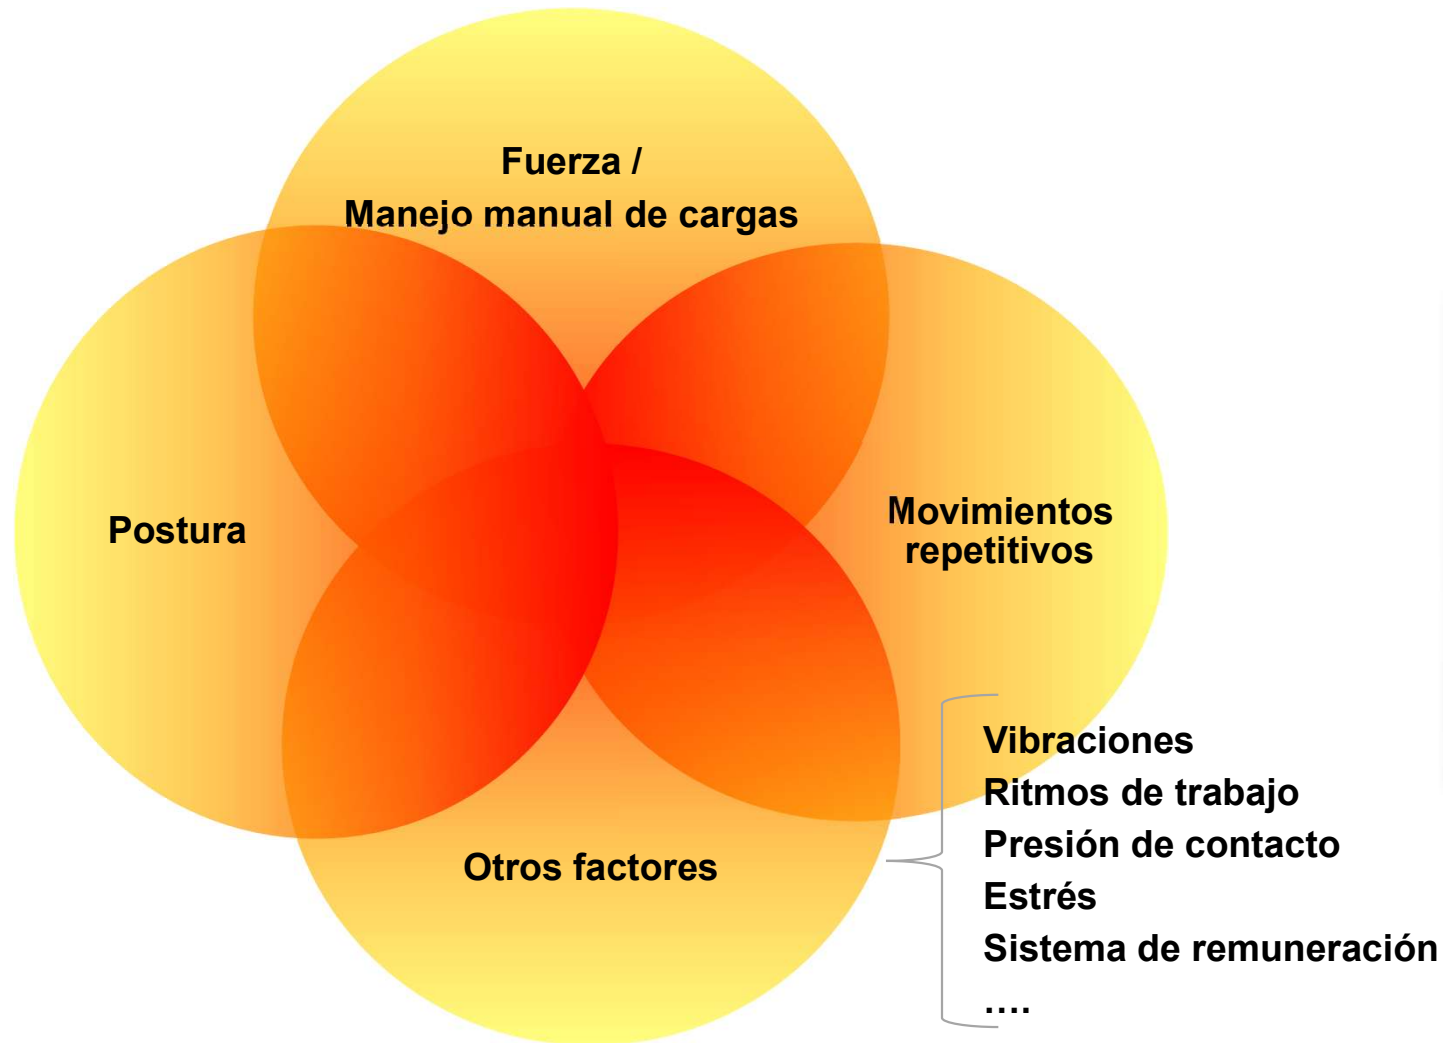 Fuerza /
Manejo manual de cargas
Postura
Movimientos
repetitivos
Otros factores
Vibraciones
Ritmos de trabajo
Presión de contacto
Estrés
Sistema de remuneración
....